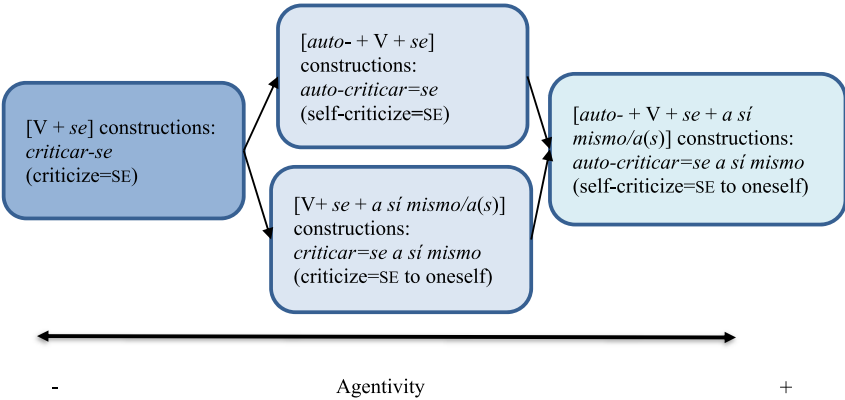 [V + se] constructions:
criticar-se
(criticize=SE)
[auto- + V + se]
constructions:
auto-criticar=se
(self-criticize=SE)
[V+ se + a sí mismo/a(s)]
constructions:
criticar=se a sí mismo
(criticize=SE to oneself)
[auto- + V + se + a sí
mismo/a(s)] constructions:
auto-criticar=se a sí mismo
(self-criticize=SE to oneself)
- Agentivity +